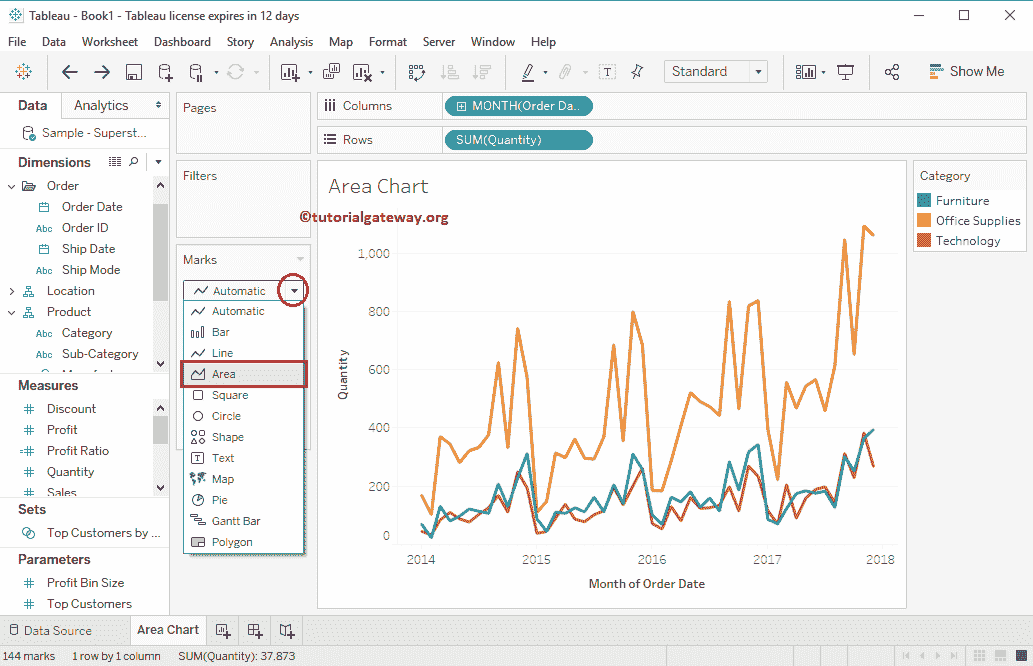 Tableau - Book1 - Tableau license expires in 12 days
File Data Worksheet Dashboard Story Analysis Map Format Server Window Help
Standard
Show Me
Data Analytics
Sample - Superst...
Dimensions
Order
Order Date
Abc Order ID
Ship Date
Abc Ship Mode
Location
Product
Abc Category
Abc Sub-Category
Measures
Discount
Profit
Profit Ratio
Quantity
Sales
Sets
Top Customers by ...
Parameters
Profit Bin Size
Top Customers
Pages
Filters
Marks
Automatic
Automatic
Bar
Line
Area
Square
Circle
Shape
Text
Map
Pie
Gantt Bar
Polygon
Columns MONTH(Order Da..
Rows SUM(Quantity)
Area Chart
©tutorialgateway.org
1,000
800
600
400
200
0
Quantity
2014 2015 2016 2017 2018
Month of Order Date
Category
Furniture
Office Supplies
Technology
Data Source Area Chart
144 marks 1 row by 1 column SUM(Quantity): 37.873